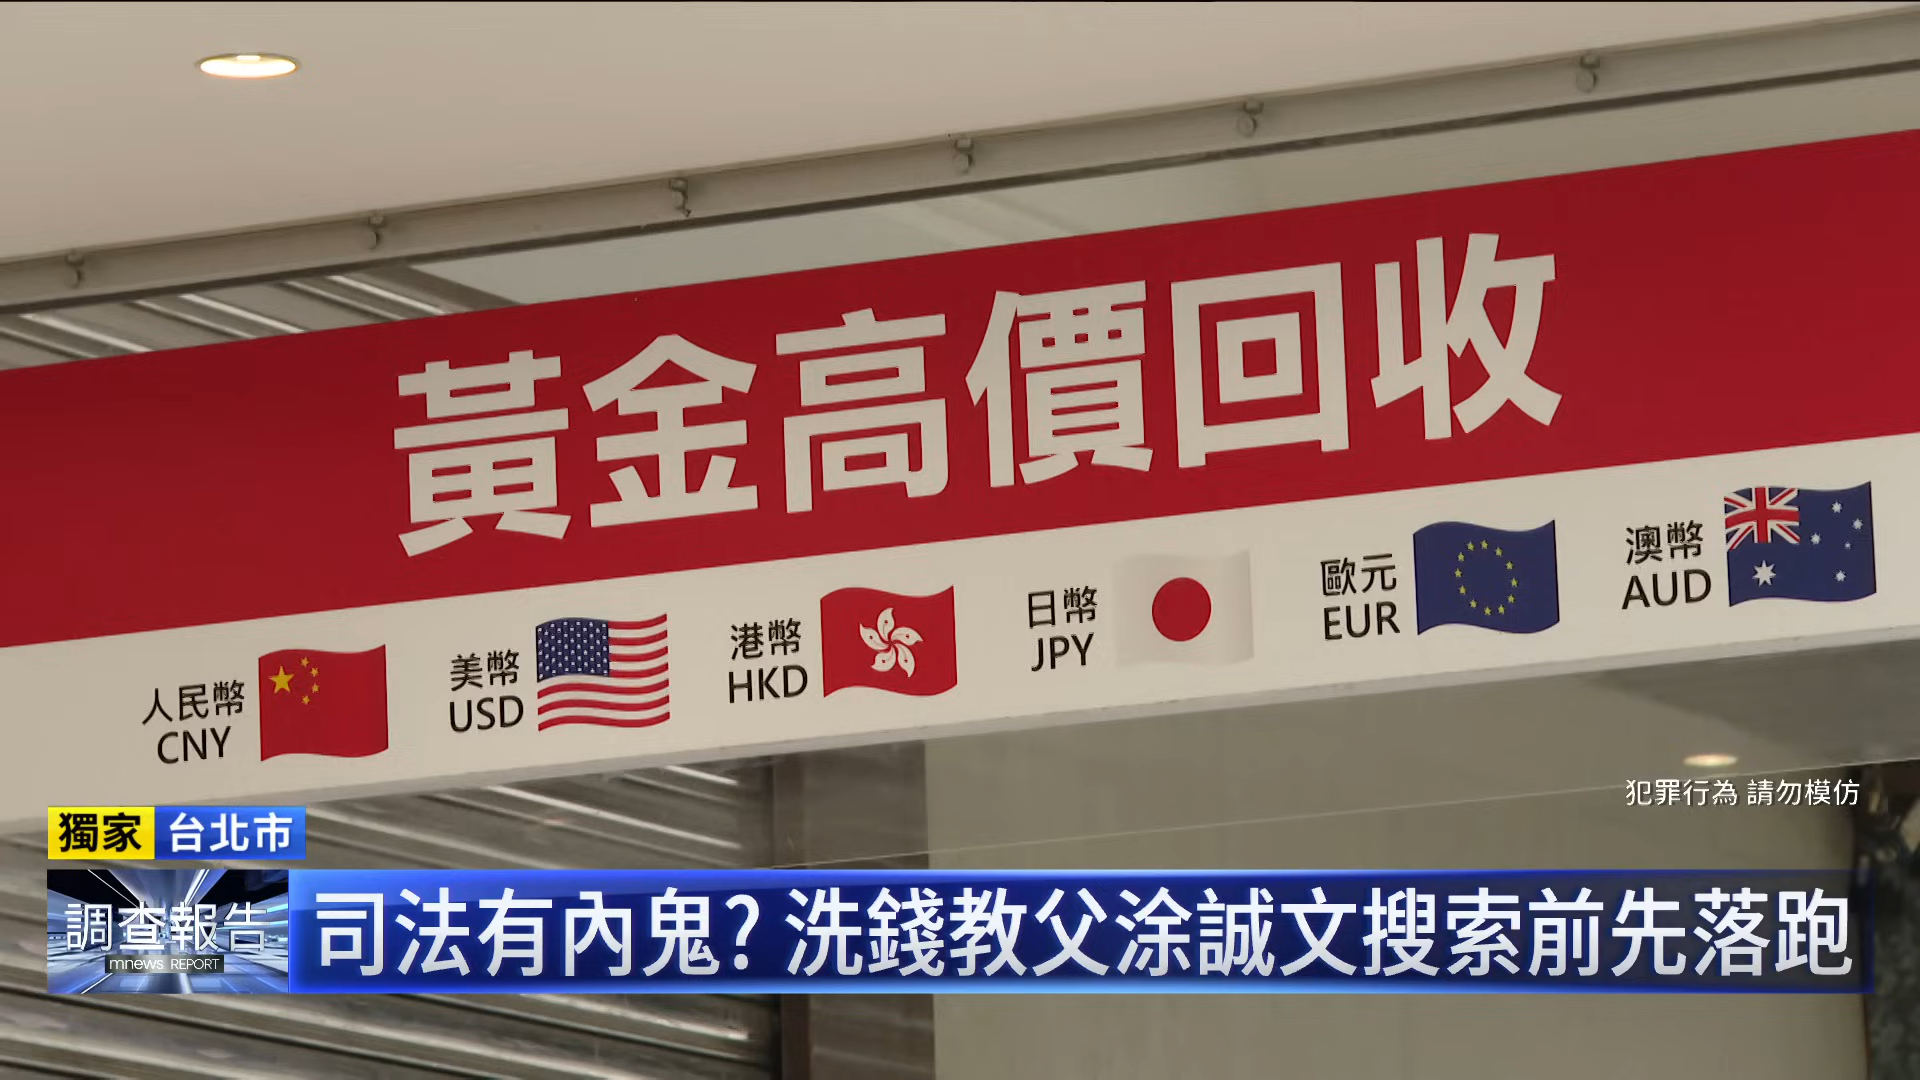 黃金高價回收
人民幣
CNY
美幣
USD
港幣
HKD
日幣
JPY
歐元
EUR
澳幣
AUD
犯罪行為 請勿模仿
獨家 台北市
調查報告
mnews REPORT
司法有內鬼? 洗錢教父涂誠文搜索前先落跑